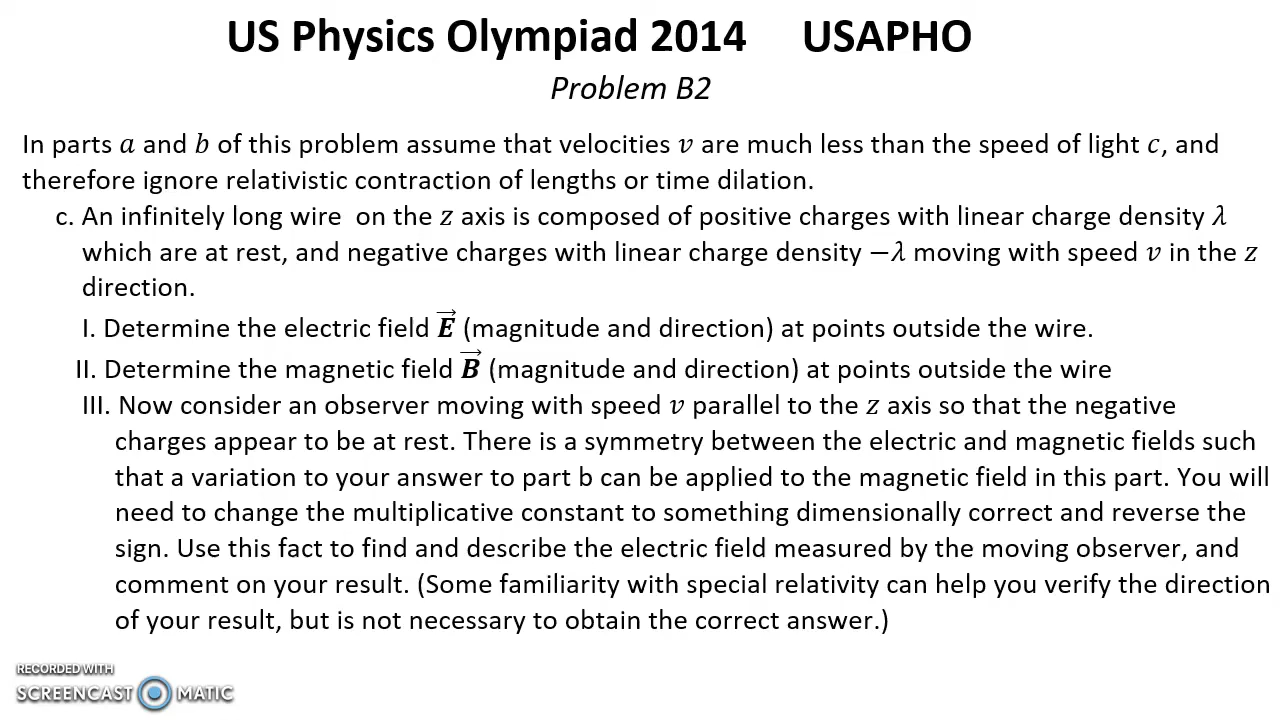 US Physics Olympiad 2014 USAPHO
Problem B2
In parts a and b of this problem assume that velocities v are much less than the speed of light c, and
therefore ignore relativistic contraction of lengths or time dilation.
c. An infinitely long wire on the z axis is composed of positive charges with linear charge density λ
which are at rest, and negative charges with linear charge density −λ moving with speed v in the z
direction.
I. Determine the electric field E⃗ (magnitude and direction) at points outside the wire.
II. Determine the magnetic field B⃗ (magnitude and direction) at points outside the wire
III. Now consider an observer moving with speed v parallel to the z axis so that the negative
charges appear to be at rest. There is a symmetry between the electric and magnetic fields such
that a variation to your answer to part b can be applied to the magnetic field in this part. You will
need to change the multiplicative constant to something dimensionally correct and reverse the
sign. Use this fact to find and describe the electric field measured by the moving observer, and
comment on your result. (Some familiarity with special relativity can help you verify the direction
of your result, but is not necessary to obtain the correct answer.)
RECORDED WITH
SCREENCAST MATIC